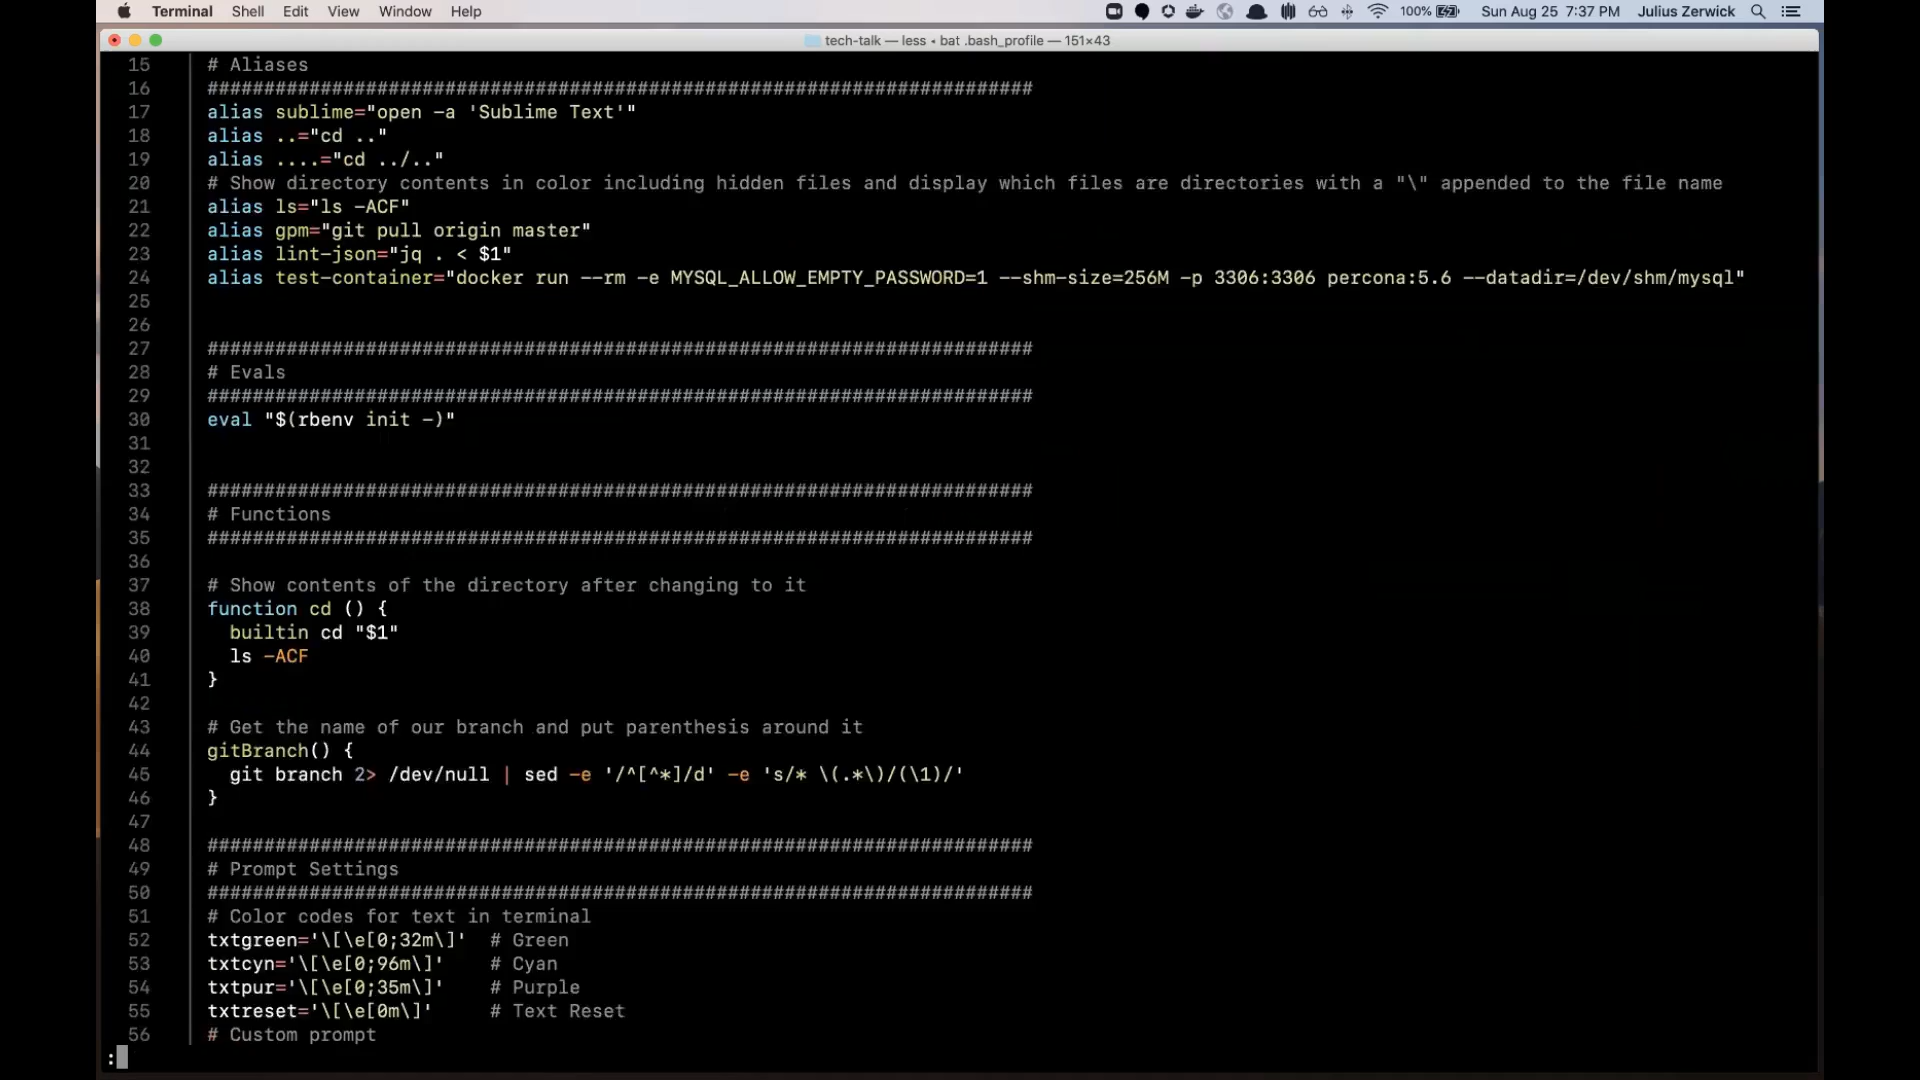 Terminal Shell Edit View Window Help 100% Sun Aug 25 7:37 PM Julius Zerwick
tech-talk — less ◂ bat .bash_profile — 151×43
15 # Aliases
16 #########################################################################
17 alias sublime="open -a 'Sublime Text'"
18 alias ..="cd .."
19 alias ....="cd ../.."
20 # Show directory contents in color including hidden files and display which files are directories with a "\" appended to the file name
21 alias ls="ls -ACF"
22 alias gpm="git pull origin master"
23 alias lint-json="jq . < $1"
24 alias test-container="docker run --rm -e MYSQL_ALLOW_EMPTY_PASSWORD=1 --shm-size=256M -p 3306:3306 percona:5.6 --datadir=/dev/shm/mysql"
25
26
27 #########################################################################
28 # Evals
29 #########################################################################
30 eval "$(rbenv init -)"
31
32
33 #########################################################################
34 # Functions
35 #########################################################################
36
37 # Show contents of the directory after changing to it
38 function cd () {
39 builtin cd "$1"
40 ls -ACF
41 }
42
43 # Get the name of our branch and put parenthesis around it
44 gitBranch() {
45 git branch 2> /dev/null | sed -e '/^[^*]/d' -e 's/* \(.*\)/(\1)/'
46 }
47
48 #########################################################################
49 # Prompt Settings
50 #########################################################################
51 # Color codes for text in terminal
52 txtgreen='\[\e[0;32m\]' # Green
53 txtcyn='\[\e[0;96m\]' # Cyan
54 txtpur='\[\e[0;35m\]' # Purple
55 txtreset='\[\e[0m\]' # Text Reset
56 # Custom prompt
: